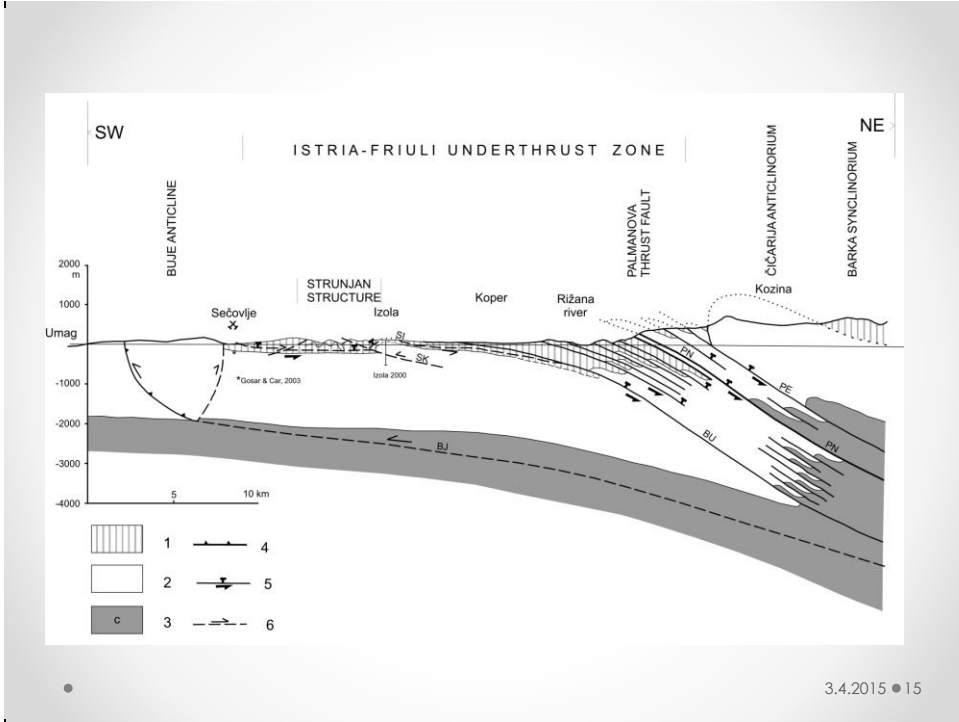 SW
NE
ISTRIA-FRIULI UNDERTHRUST ZONE
BUJE ANTICLINE
PALMANOVA
THRUST FAULT
ČIČARIJA ANTICLINORIUM
BARKA SYNCLINORIUM
2000
m
1000
Umag
0
-1000
-2000
-3000
-4000
STRUNJAN
STRUCTURE
Sečovlje
Izola
Koper
Rižana
river
Kozina
SI
SK
*Gosar & Car, 2003
Izola 2000
PN
PE
BU
PN
BJ
5
10 km
1
2
c
3
4
5
6
3.4.2015
15